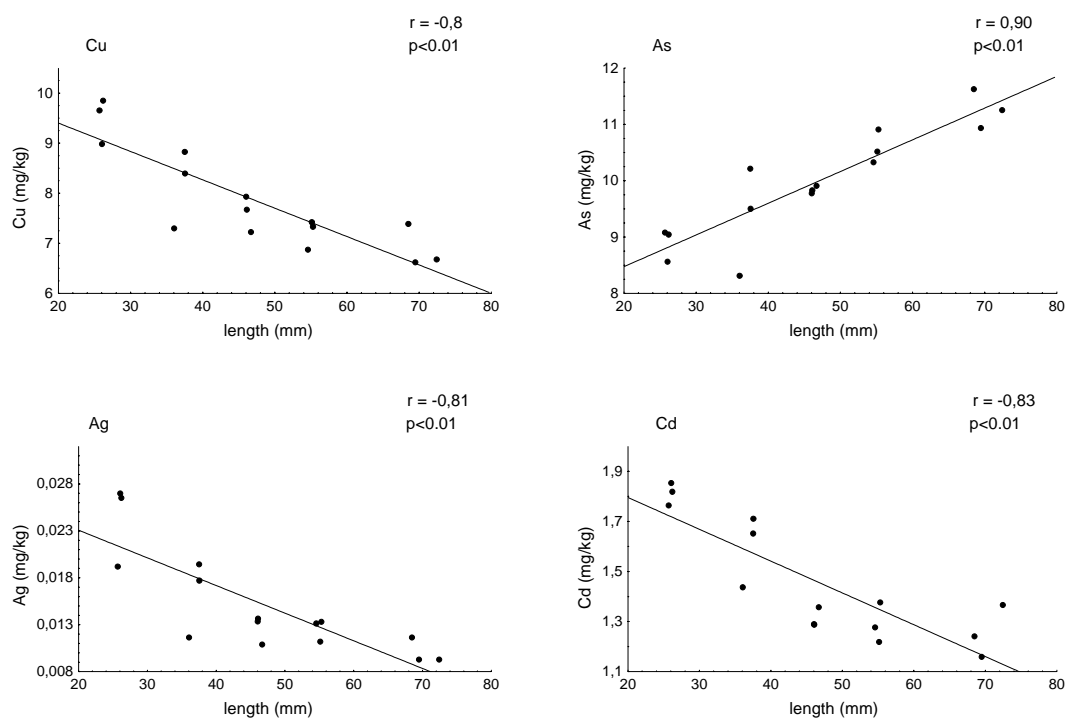 r = -0,8
Cu
p<0.01
10
9
8
7
6
20 30 40 50 60 70 80
Cu (mg/kg)
length (mm)
r = 0,90
As
p<0.01
12
11
10
9
8
20 30 40 50 60 70 80
As (mg/kg)
length (mm)
r = -0,81
Ag
p<0.01
0,028
0,023
0,018
0,013
0,008
20 30 40 50 60 70 80
Ag (mg/kg)
length (mm)
r = -0,83
Cd
p<0.01
1,9
1,7
1,5
1,3
1,1
20 30 40 50 60 70 80
Cd (mg/kg)
length (mm)